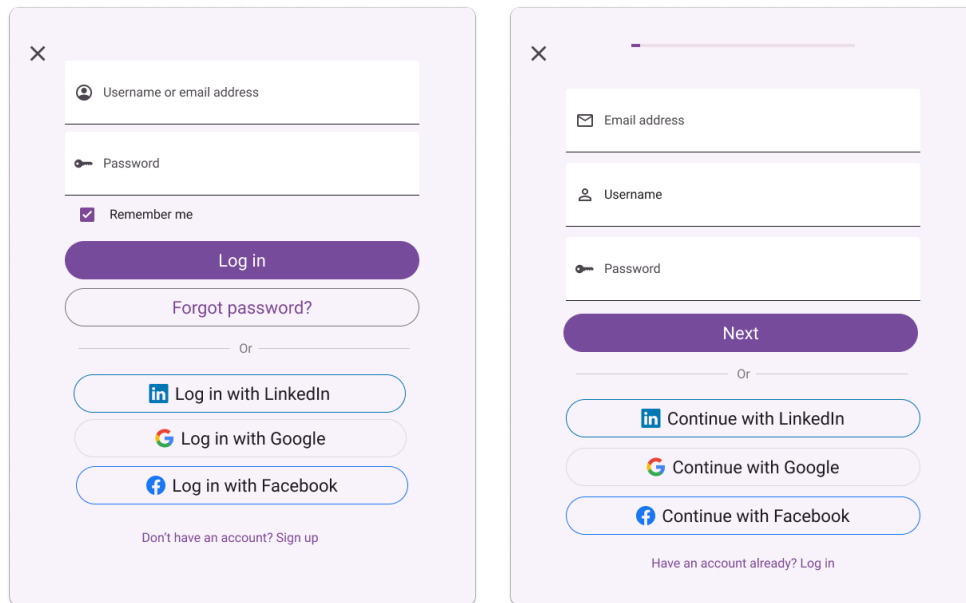 Username or email address
Password
Remember me
Log in
Forgot password?
Or
in Log in with LinkedIn
G Log in with Google
f Log in with Facebook
Don't have an account? Sign up
Email address
Username
Password
Next
Or
in Continue with LinkedIn
G Continue with Google
f Continue with Facebook
Have an account already? Log in